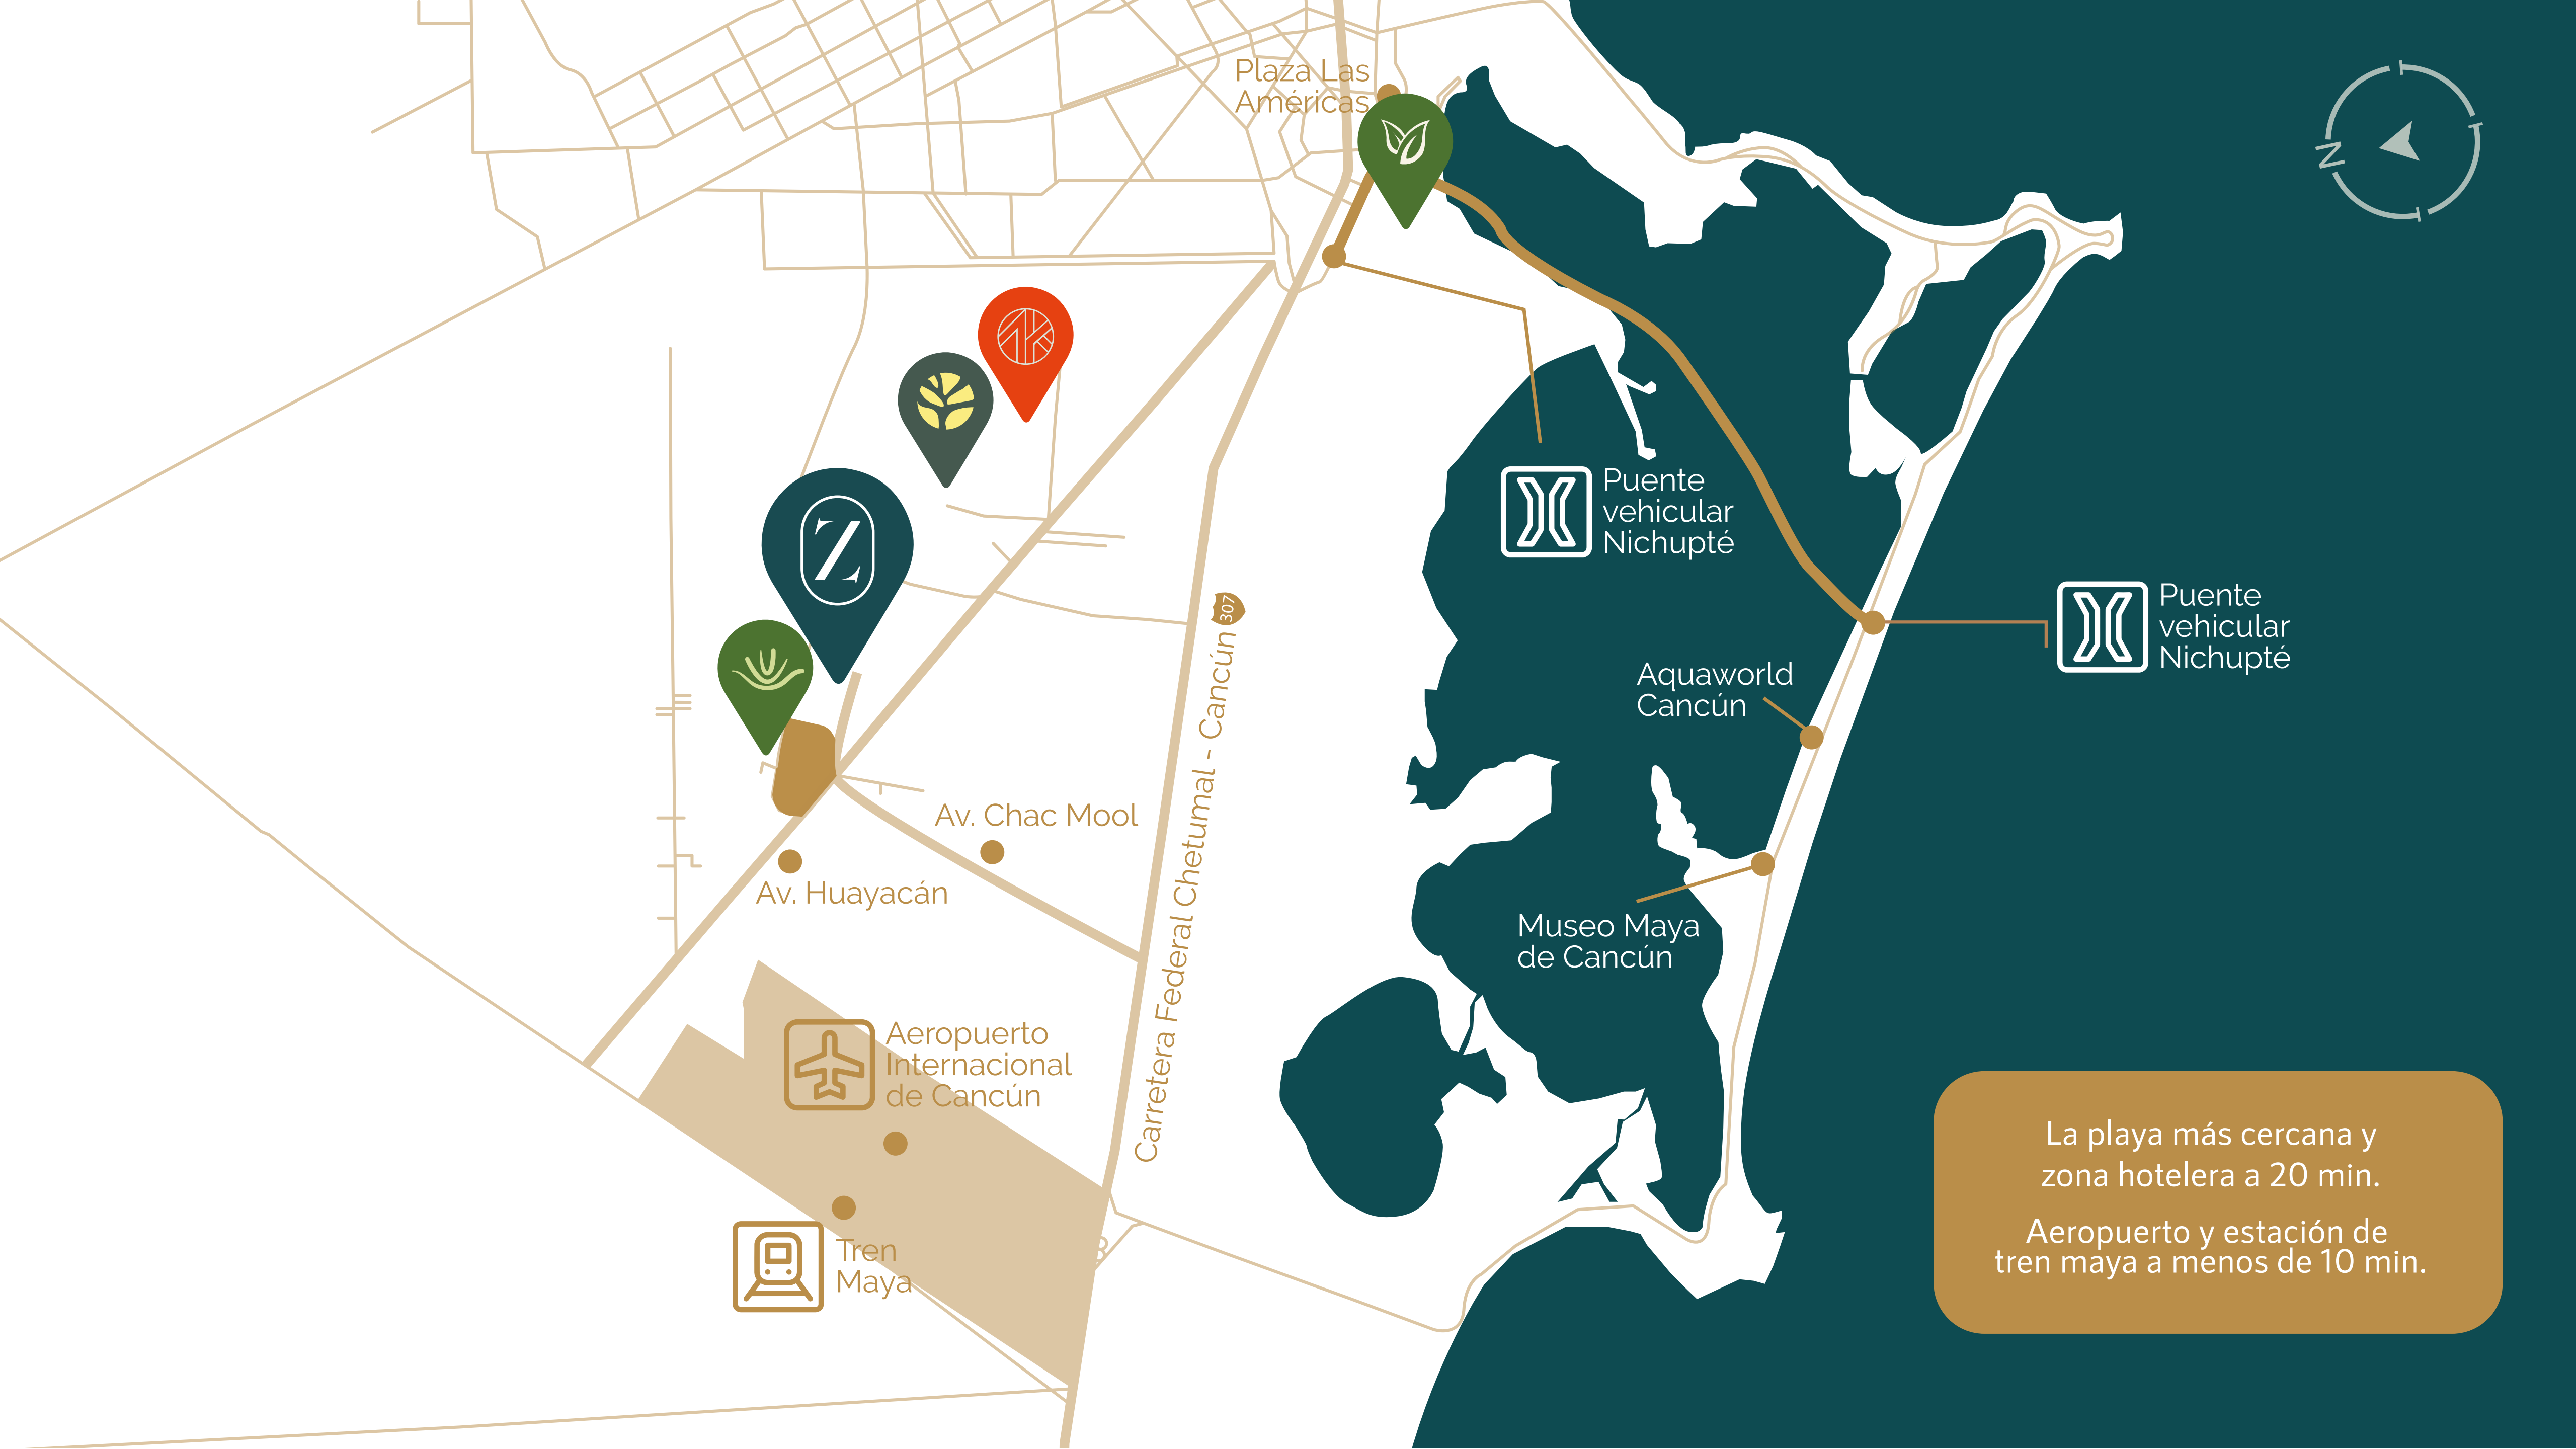 Plaza Las
Américas
N
Z
Puente
vehicular
Nichupté
Puente
vehicular
Nichupté
307
Carretera Federal Chetumal - Cancún
Aquaworld
Cancún
Av. Chac Mool
Av. Huayacán
Museo Maya
de Cancún
Aeropuerto
Internacional
de Cancún
Tren
Maya
La playa más cercana y
zona hotelera a 20 min.
Aeropuerto y estación de
tren maya a menos de 10 min.